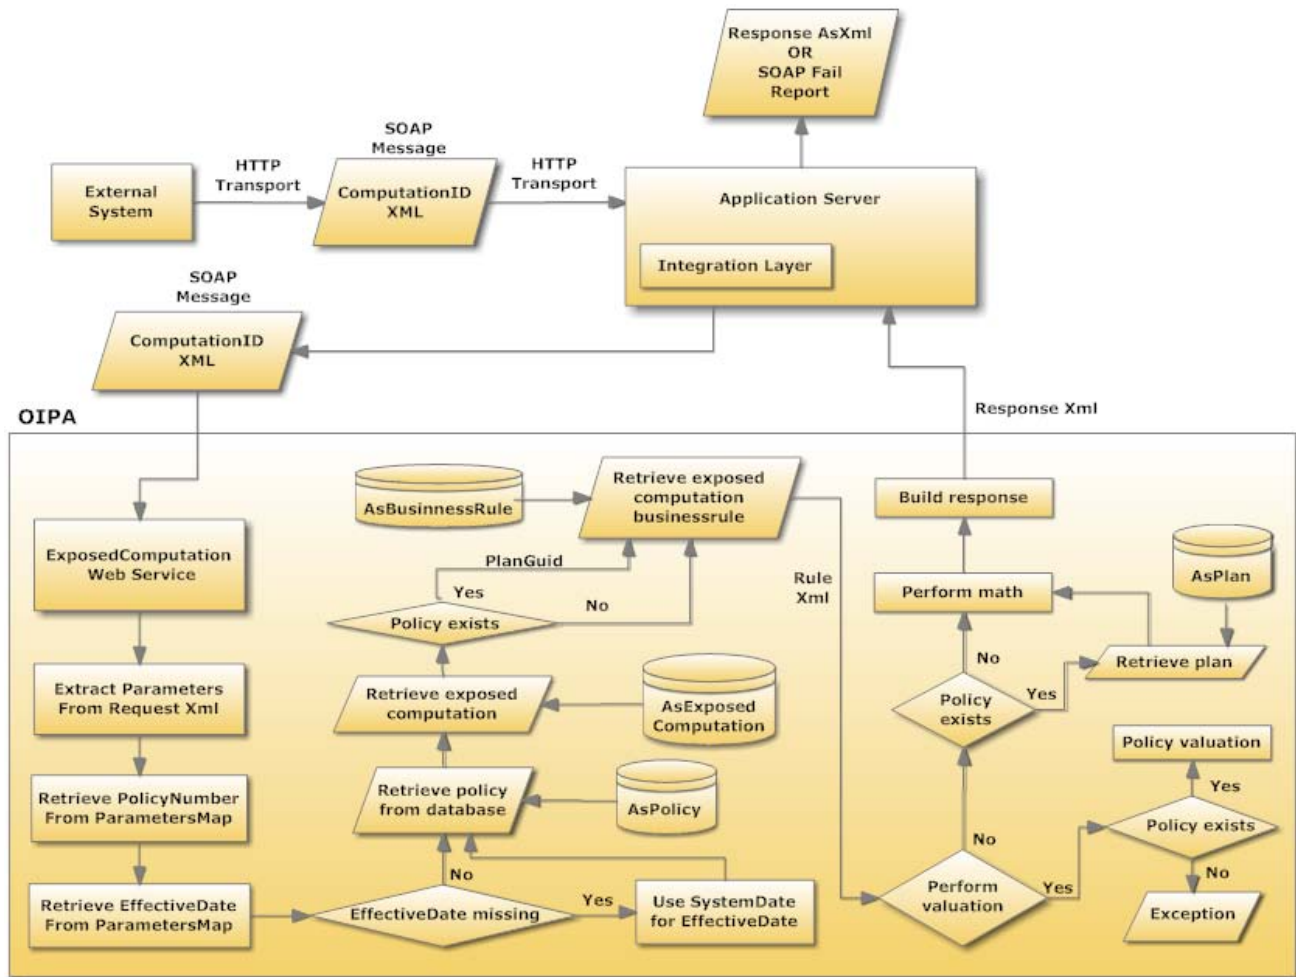 Response AsXml
OR
SOAP Fail
Report
SOAP
Message
HTTP
Transport
HTTP
Transport
External
System
ComputationID
XML
Application Server
Integration Layer
SOAP
Message
ComputationID
XML
OIPA
Response Xml
ExposedComputation
Web Service
Extract Parameters
From Request Xml
Retrieve PolicyNumber
From ParametersMap
Retrieve EffectiveDate
From ParametersMap
EffectiveDate missing
No
Yes
Use SystemDate
for EffectiveDate
Retrieve policy
from database
AsPolicy
Retrieve exposed
computation
AsExposed
Computation
Policy exists
Yes
No
PlanGuid
AsBusinnessRule
Retrieve exposed
computation
businessrule
Rule
Xml
Perform
valuation
No
Yes
Policy exists
Yes
No
Policy valuation
Exception
Policy
exists
No
Yes
Retrieve plan
AsPlan
Perform math
Build response